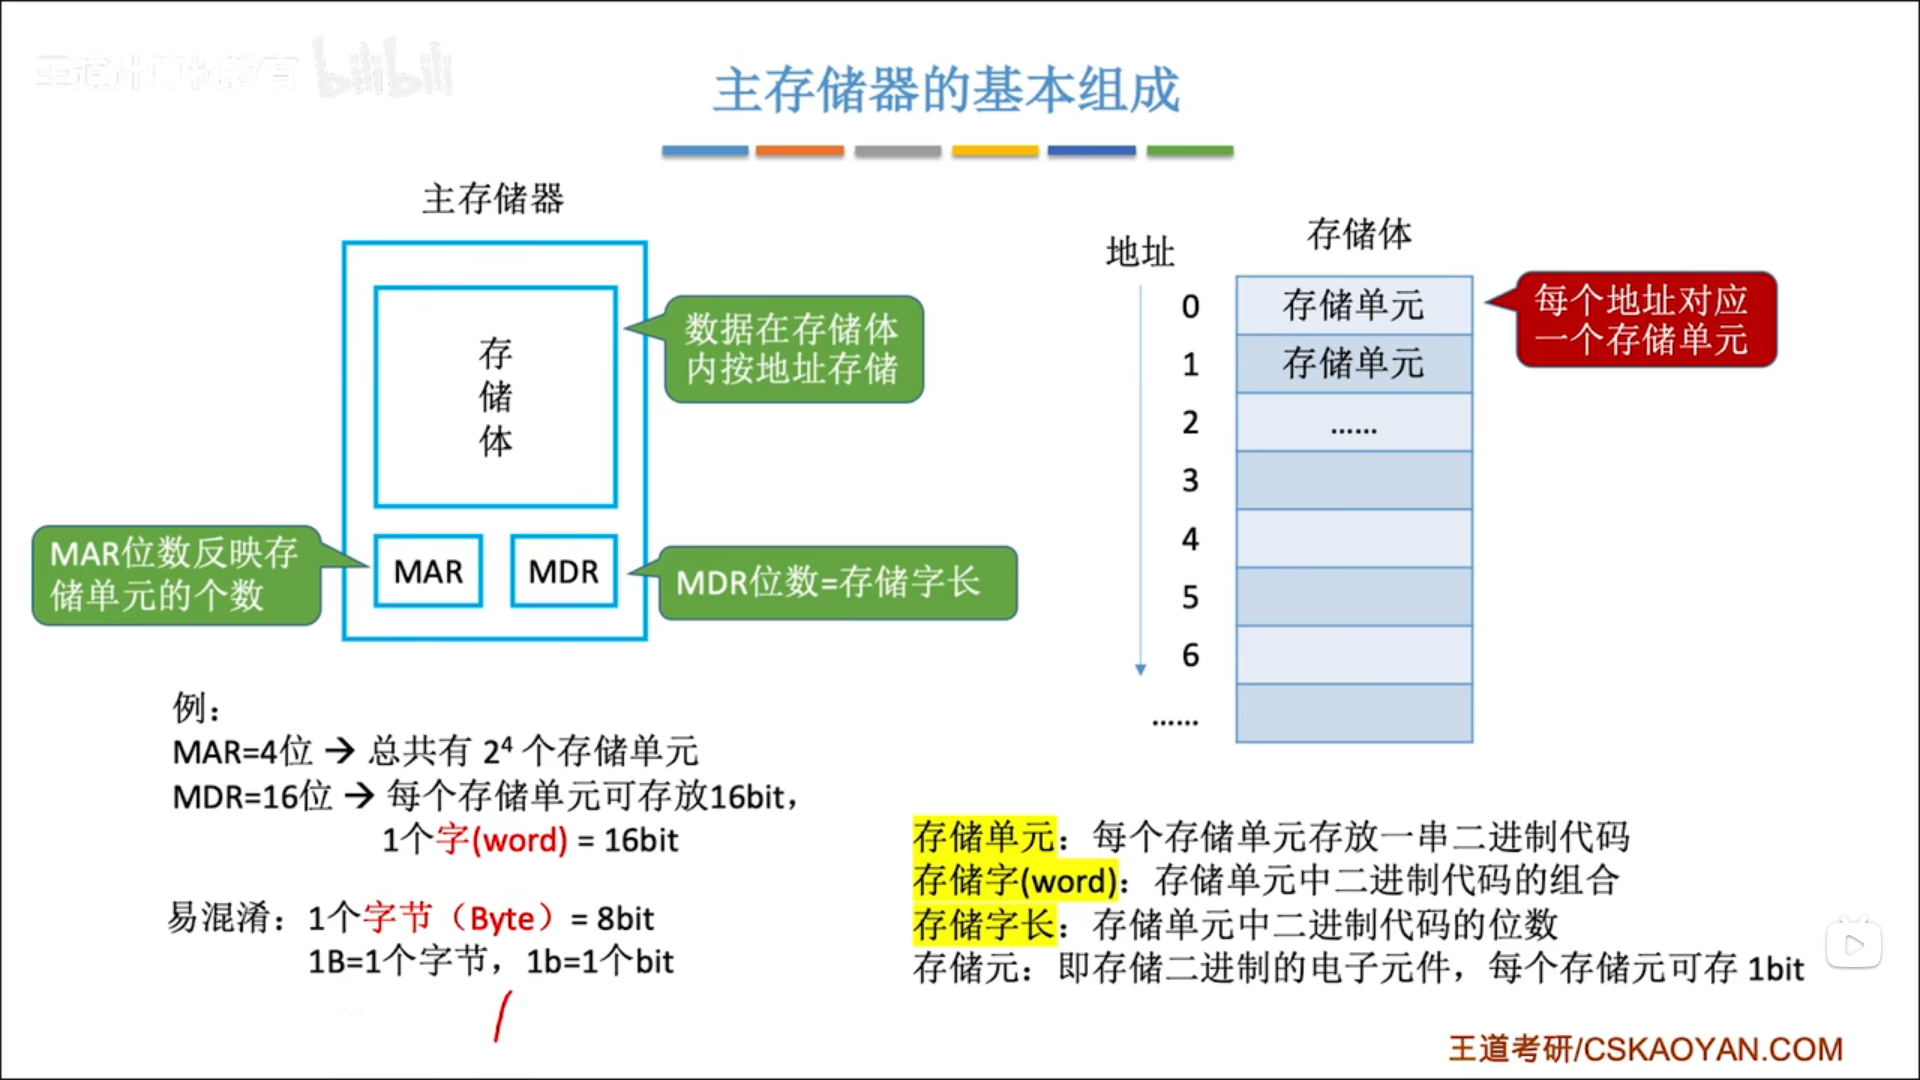 王道计算机教育 bilibili
主存储器的基本组成
主存储器
存
储
体
MAR
MDR
数据在存储体
内按地址存储
MAR位数反映存
储单元的个数
MDR位数=存储字长
地址
存储体
0 存储单元
1 存储单元
2 ……
3
4
5
6
……
每个地址对应
一个存储单元
例：
MAR=4位 → 总共有 2⁴ 个存储单元
MDR=16位 → 每个存储单元可存放16bit，
1个字(word) = 16bit
易混淆：1个字节（Byte）= 8bit
1B=1个字节，1b=1个bit
存储单元：每个存储单元存放一串二进制代码
存储字(word)：存储单元中二进制代码的组合
存储字长：存储单元中二进制代码的位数
存储元：即存储二进制的电子元件，每个存储元可存 1bit
王道考研/CSKAOYAN.COM